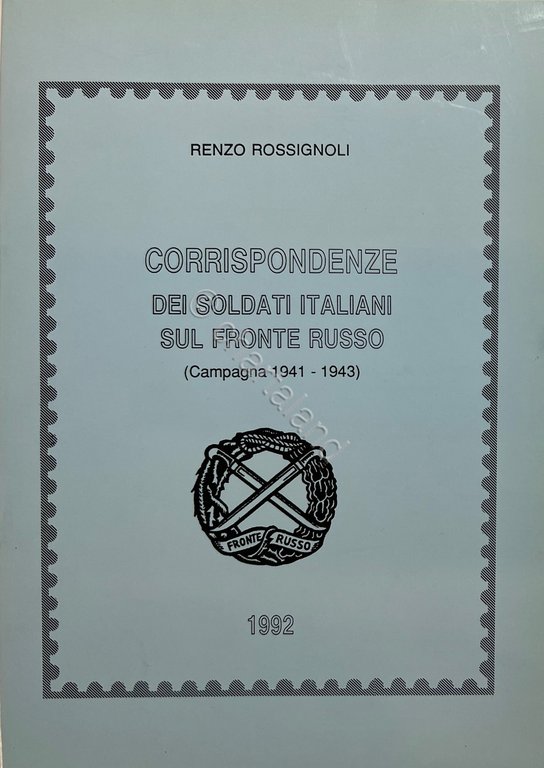 RENZO ROSSIGNOLI
CORRISPONDENZE
DEI SOLDATI ITALIANI
SUL FRONTE RUSSO
(Campagna 1941 - 1943)
FRONTE RUSSO
1992